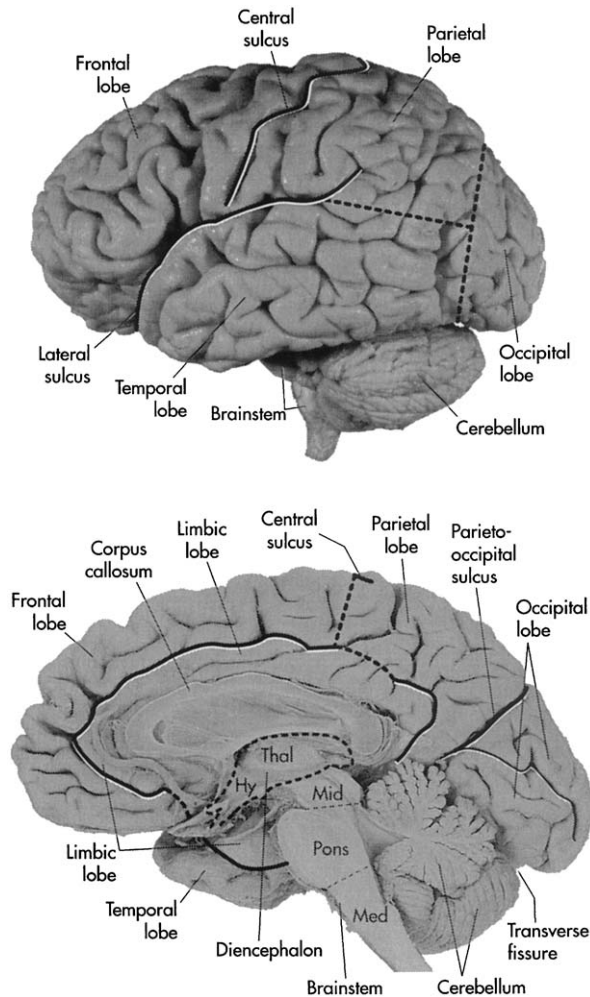 Central
sulcus
Parietal
lobe
Frontal
lobe
Lateral
sulcus
Temporal
lobe
Brainstem
Occipital
lobe
Cerebellum
Central
sulcus
Parietal
lobe
Parieto-
occipital
sulcus
Limbic
lobe
Corpus
callosum
Frontal
lobe
Occipital
lobe
Thal
Hy
Mid
Pons
Med
Limbic
lobe
Temporal
lobe
Diencephalon
Brainstem
Cerebellum
Transverse
fissure